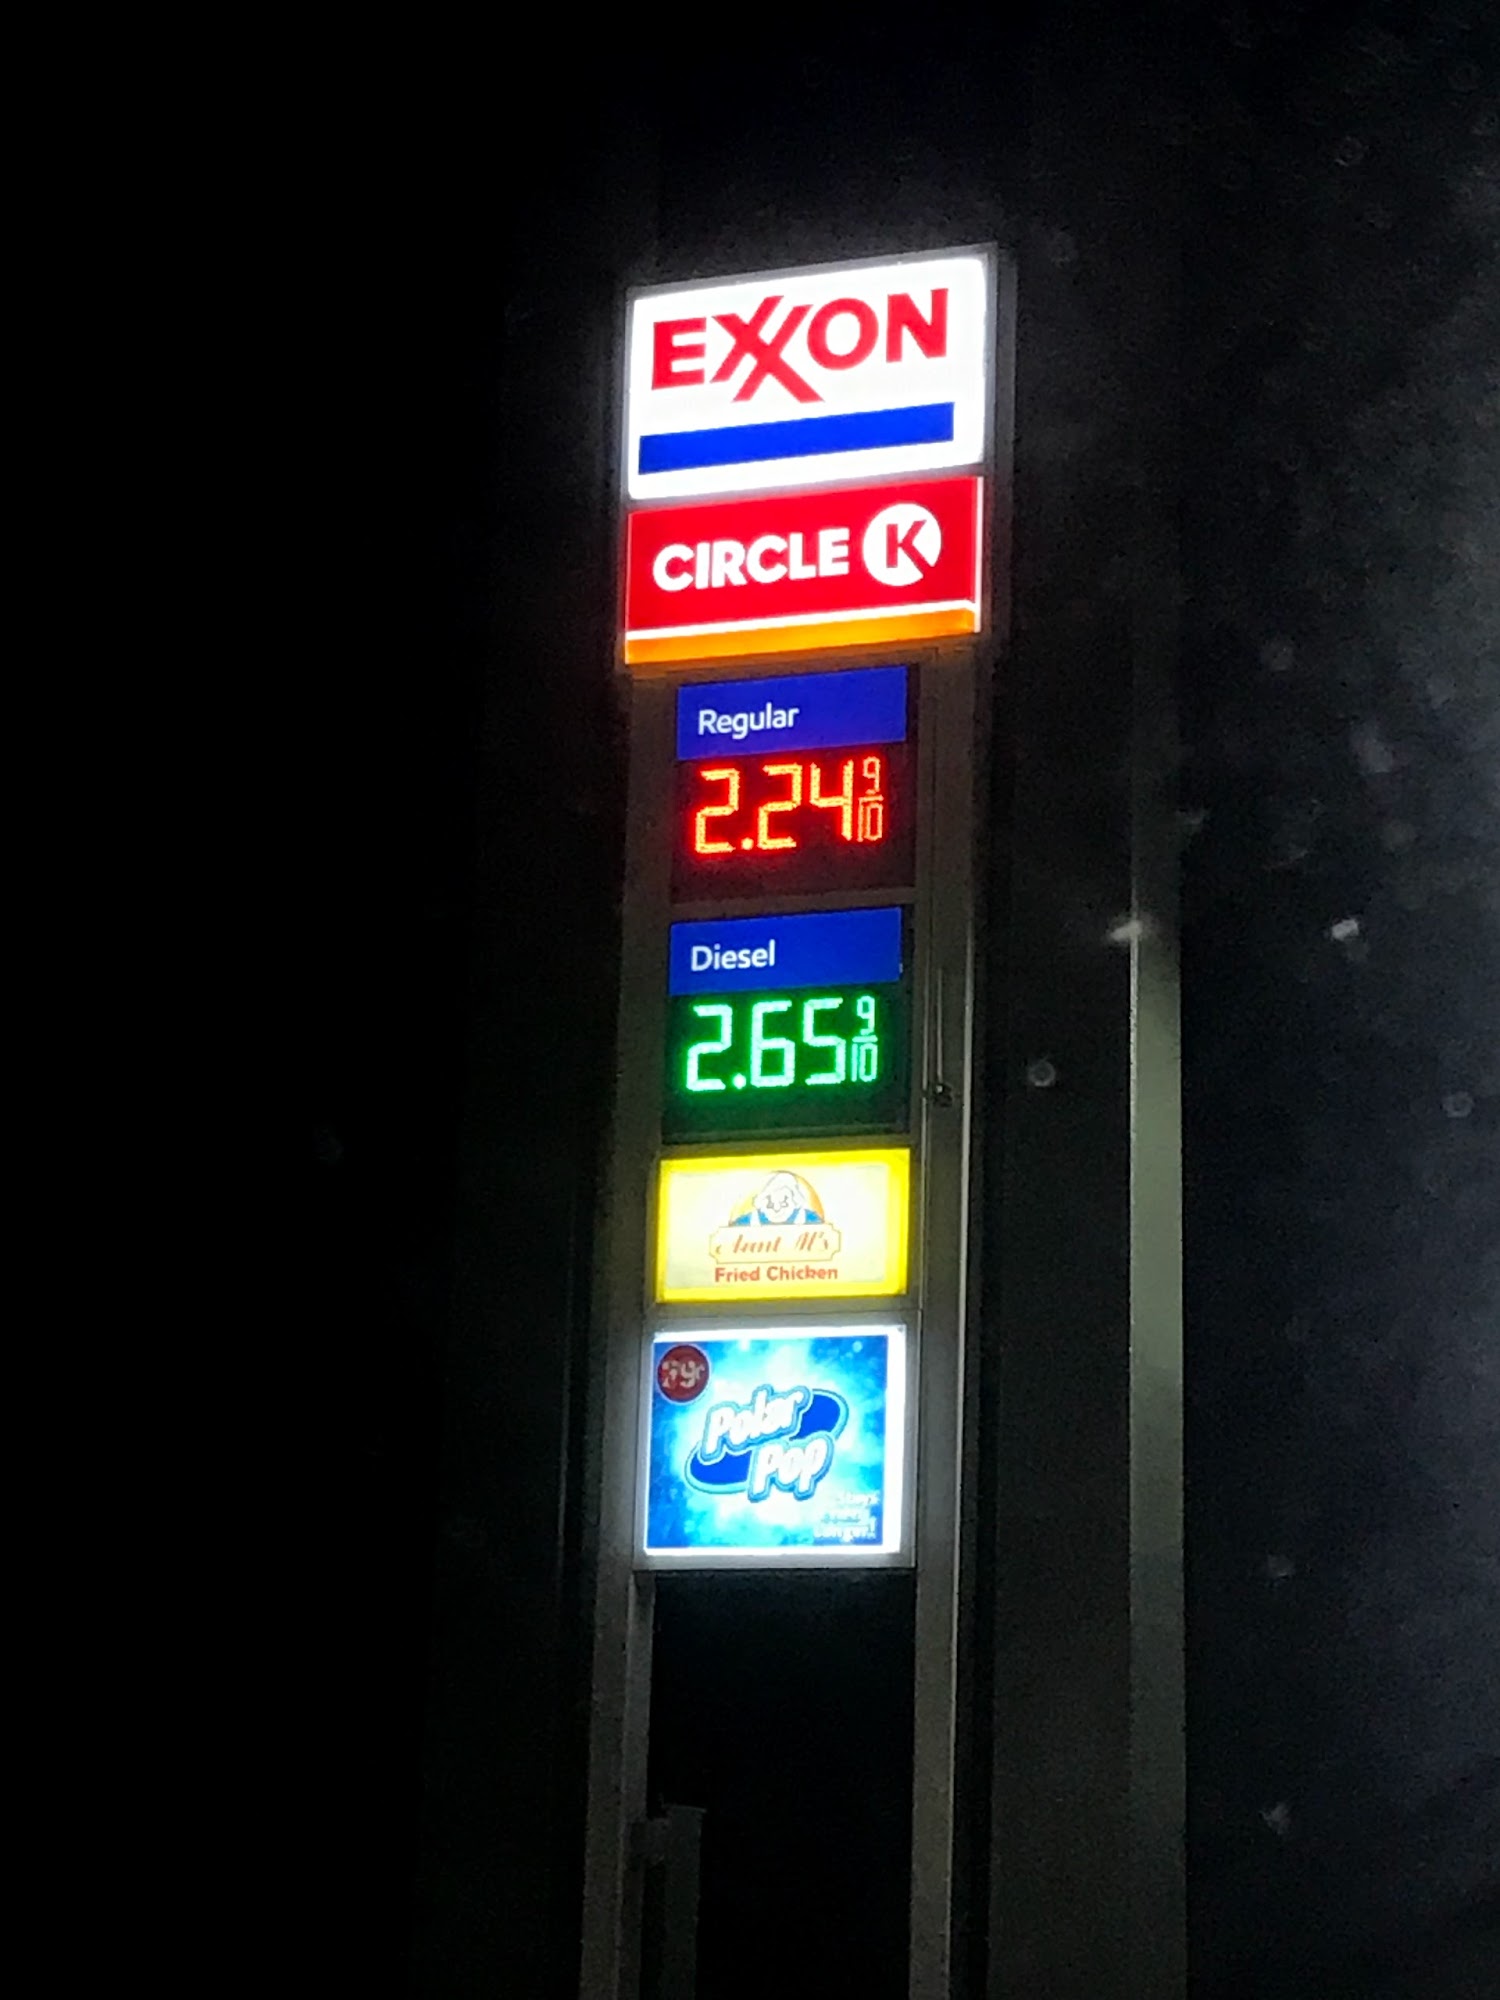 EXXON
CIRCLE K
Regular
2.24 9/10
Diesel
2.65 9/10
Aunt M's
Fried Chicken
Polar
Pop